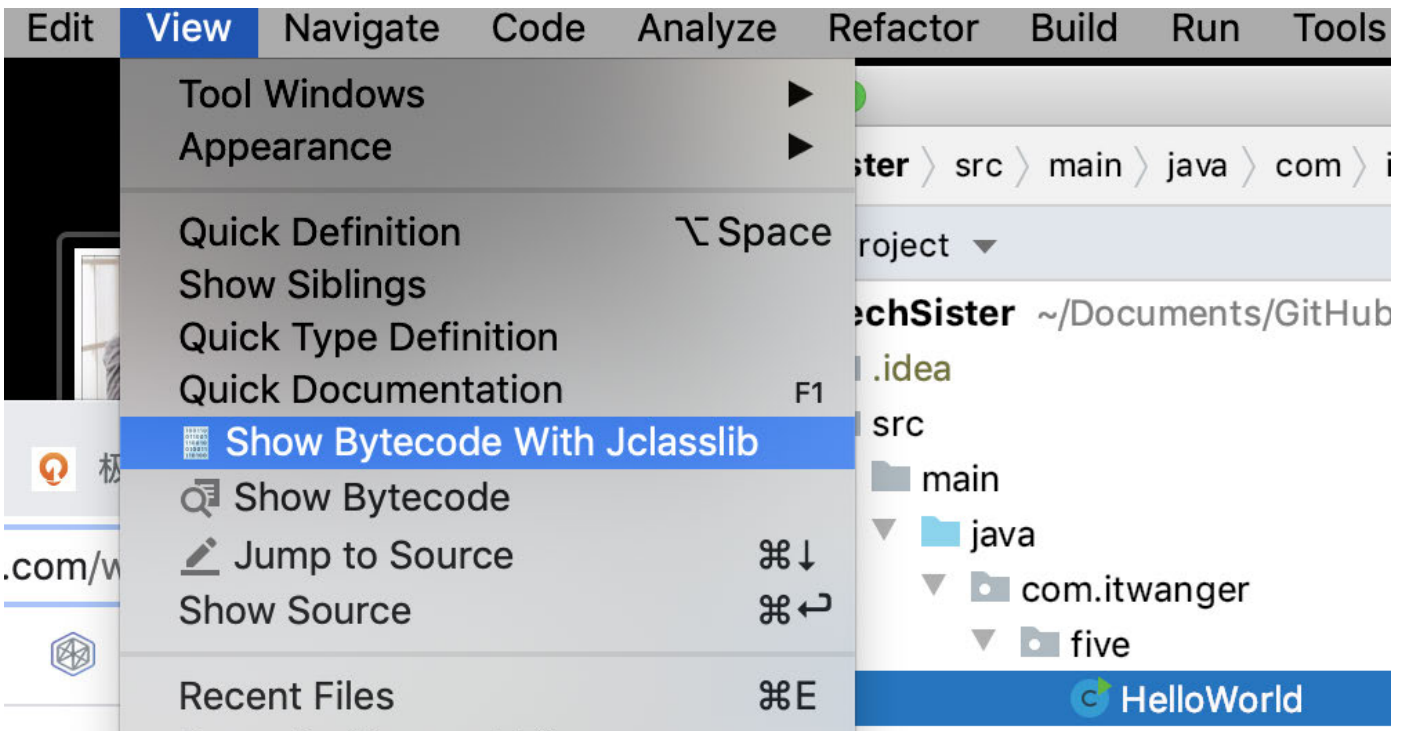 Edit View Navigate Code Analyze Refactor Build Run Tools
Tool Windows
Appearance
Quick Definition ⌥Space
Show Siblings
Quick Type Definition
Quick Documentation F1
Show Bytecode With Jclasslib
Show Bytecode
Jump to Source ⌘↓
Show Source ⌘↩
Recent Files ⌘E
.com/w
ster 〉 src 〉 main 〉 java 〉 com 〉
roject
echSister ~/Documents/GitHub
.idea
src
main
java
com.itwanger
five
HelloWorld